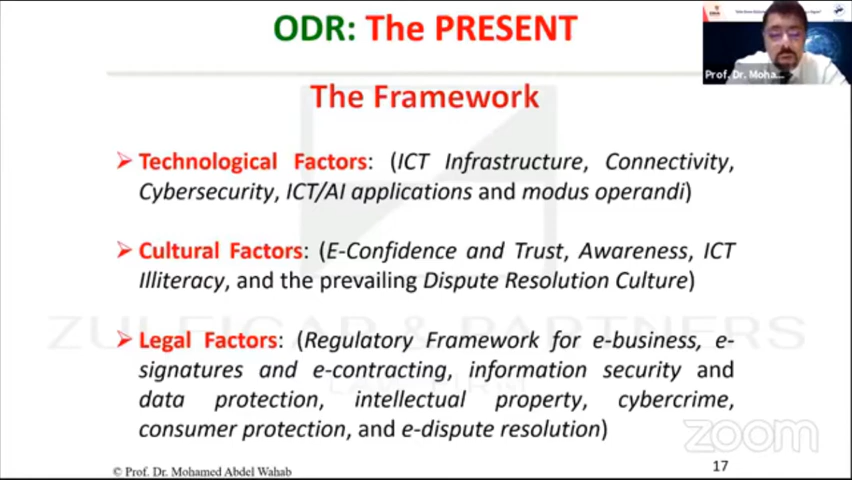 ODR: The PRESENT
Prof. Dr. Moha...
The Framework
➢ Technological Factors: (ICT Infrastructure, Connectivity,
Cybersecurity, ICT/AI applications and modus operandi)
➢ Cultural Factors: (E-Confidence and Trust, Awareness, ICT
Illiteracy, and the prevailing Dispute Resolution Culture)
ZULFICAR & PARTNERS
LAW FIRM
➢ Legal Factors: (Regulatory Framework for e-business, e-
signatures and e-contracting, information security and
data protection, intellectual property, cybercrime,
consumer protection, and e-dispute resolution)
zoom
© Prof. Dr. Mohamed Abdel Wahab
17